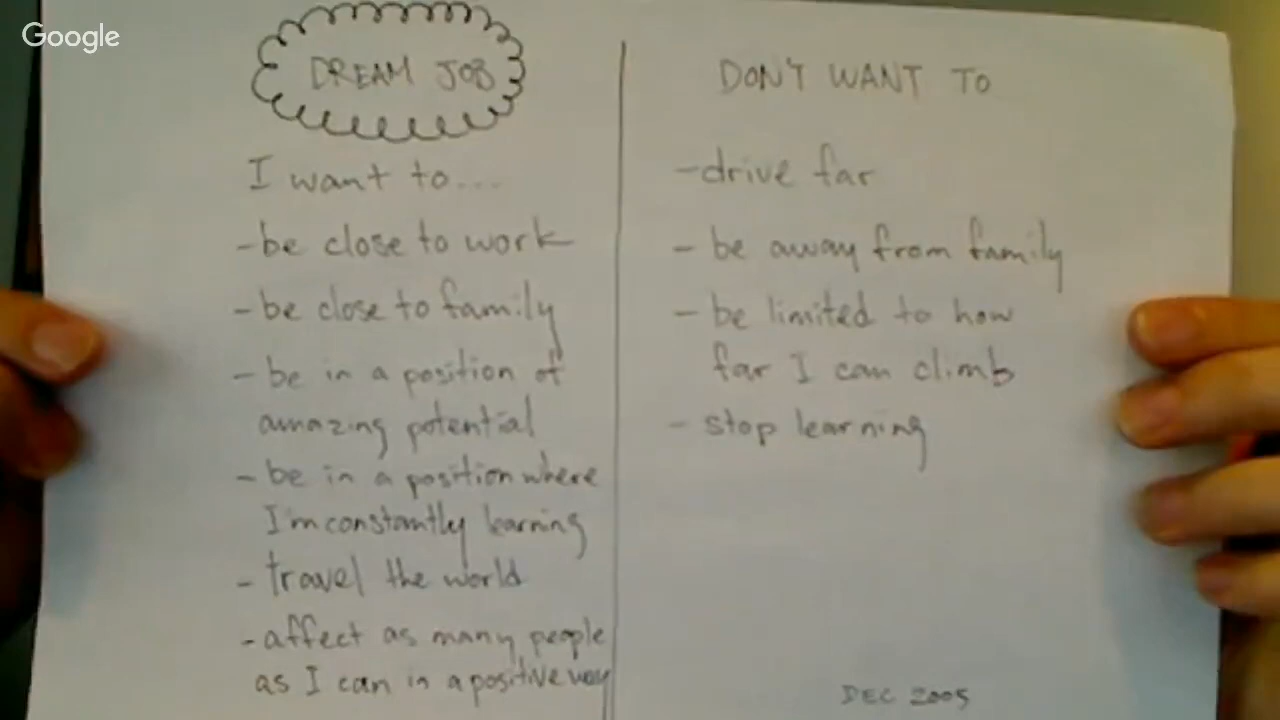 Google
DREAM JOB
I want to...
-be close to work
-be close to family
-be in a position of
amazing potential
-be in a position where
I'm constantly learning
-travel the world
-affect as many people
as I can in a positive way
DON'T WANT TO
-drive far
- be away from family
- be limited to how
far I can climb
- stop learning
DEC 2005